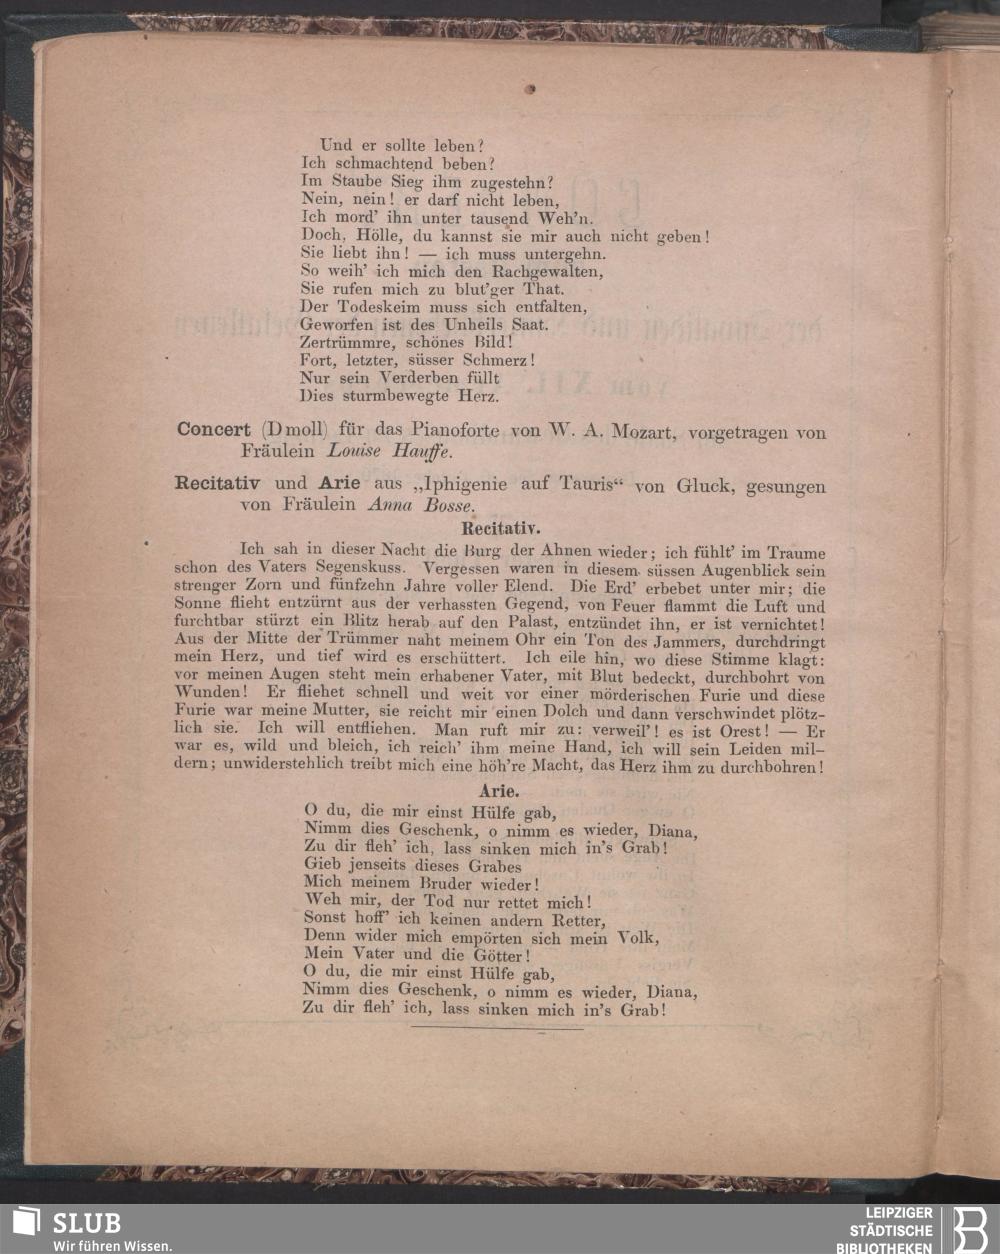 Und er sollte leben?
Ich schmachtend beben?
Im Staube Sieg ihm zugestehn?
Nein, nein! er darf nicht leben,
Ich mord' ihn unter tausend Weh'n.
Doch, Hölle, du kannst sie mir auch nicht geben!
Sie liebt ihn! — ich muss untergehn.
So weih' ich mich den Rachgewalten,
Sie rufen mich zu blut'ger That.
Der Todeskeim muss sich entfalten,
Geworfen ist des Unheils Saat.
Zertrümmre, schönes Bild!
Fort, letzter, süsser Schmerz!
Nur sein Verderben füllt
Dies sturmbewegte Herz.
Concert (D moll) für das Pianoforte von W. A. Mozart, vorgetragen von
Fräulein Louise Hauffe.
Recitativ und Arie aus „Iphigenie auf Tauris“ von Gluck, gesungen
von Fräulein Anna Bosse.
Recitativ.
Ich sah in dieser Nacht die Burg der Ahnen wieder; ich fühlt' im Traume
schon des Vaters Segenskuss. Vergessen waren in diesem süssen Augenblick sein
strenger Zorn und fünfzehn Jahre voller Elend. Die Erd' erbebet unter mir; die
Sonne flieht entzürnt aus der verhassten Gegend, von Feuer flammt die Luft und
furchtbar stürzt ein Blitz herab auf den Palast, entzündet ihn, er ist vernichtet!
Aus der Mitte der Trümmer naht meinem Ohr ein Ton des Jammers, durchdringt
mein Herz, und tief wird es erschüttert. Ich eile hin, wo diese Stimme klagt:
vor meinen Augen steht mein erhabener Vater, mit Blut bedeckt, durchbohrt von
Wunden! Er fliehet schnell und weit vor einer mörderischen Furie und diese
Furie war meine Mutter, sie reicht mir einen Dolch und dann verschwindet plötz-
lich sie. Ich will entfliehen. Man ruft mir zu: verweil'! es ist Orest! — Er
war es, wild und bleich, ich reich' ihm meine Hand, ich will sein Leiden mil-
dern; unwiderstehlich treibt mich eine höh're Macht, das Herz ihm zu durchbohren!
Arie.
O du, die mir einst Hülfe gab,
Nimm dies Geschenk, o nimm es wieder, Diana,
Zu dir fleh' ich, lass sinken mich in's Grab!
Gieb jenseits dieses Grabes
Mich meinem Bruder wieder!
Weh mir, der Tod nur rettet mich!
Sonst hoff' ich keinen andern Retter,
Denn wider mich empörten sich mein Volk,
Mein Vater und die Götter!
O du, die mir einst Hülfe gab,
Nimm dies Geschenk, o nimm es wieder, Diana,
Zu dir fleh' ich, lass sinken mich in's Grab!
SLUB
Wir führen Wissen.
LEIPZIGER
STÄDTISCHE
BIBLIOTHEKEN